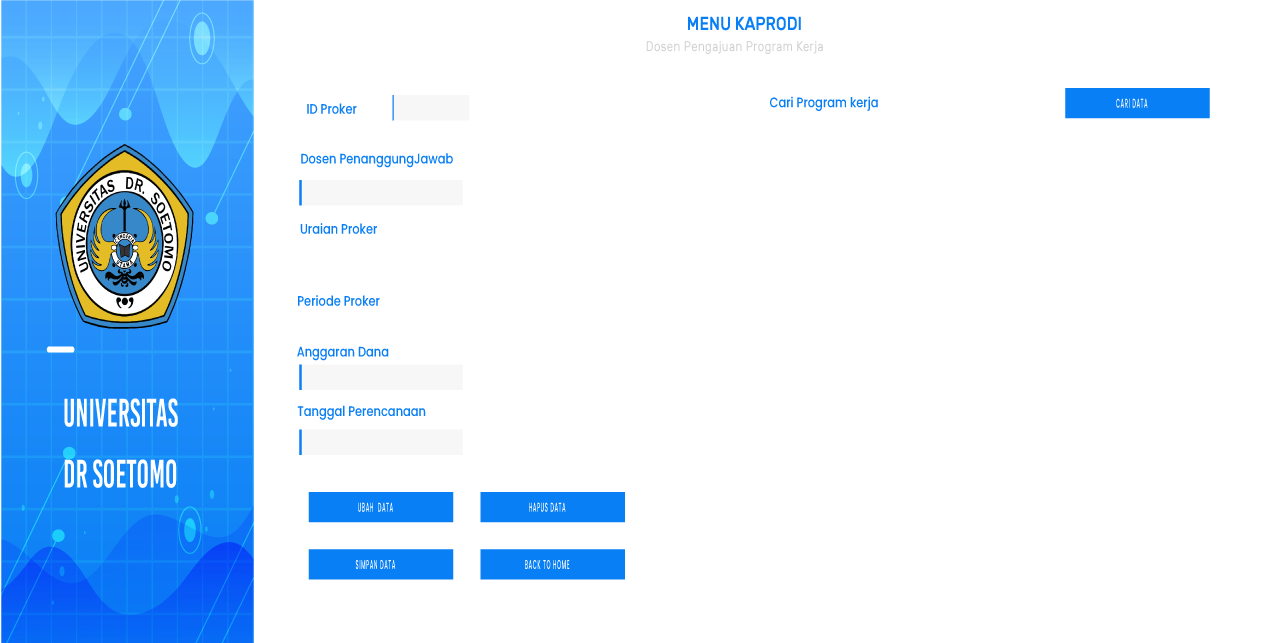 MENU KAPRODI
Dosen Pengajuan Program Kerja
ID Proker
Cari Program kerja
CARI DATA
Dosen PenanggungJawab
Uraian Proker
Periode Proker
Anggaran Dana
Tanggal Perencanaan
UBAH DATA
HAPUS DATA
SIMPAN DATA
BACK TO HOME
UNIVERSITAS DR. SOETOMO
UNIVERSITAS
DR SOETOMO